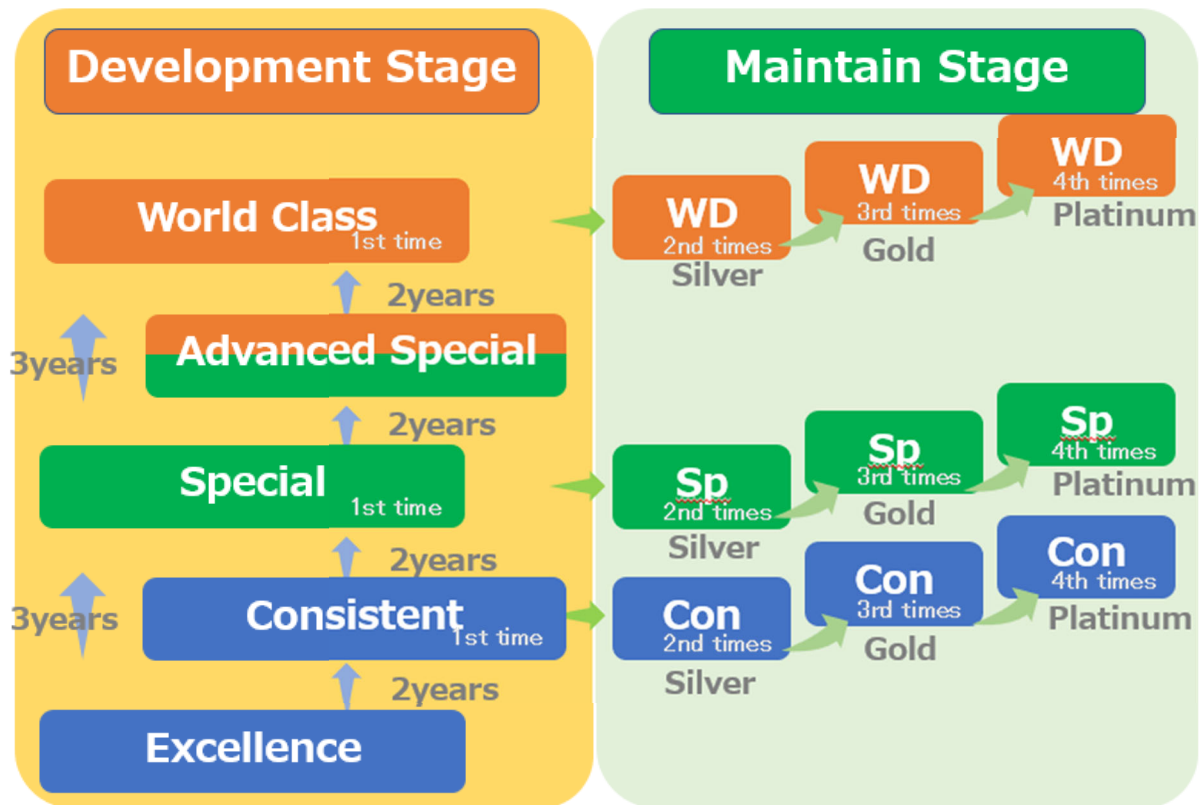 Development Stage
World Class
1st time
2years
3years
Advanced Special
2years
Special
1st time
2years
3years
Consistent
1st time
2years
Excellence
Maintain Stage
WD
2nd times
Silver
WD
3rd times
Gold
WD
4th times
Platinum
Sp
2nd times
Silver
Sp
3rd times
Gold
Sp
4th times
Platinum
Con
2nd times
Silver
Con
3rd times
Gold
Con
4th times
Platinum